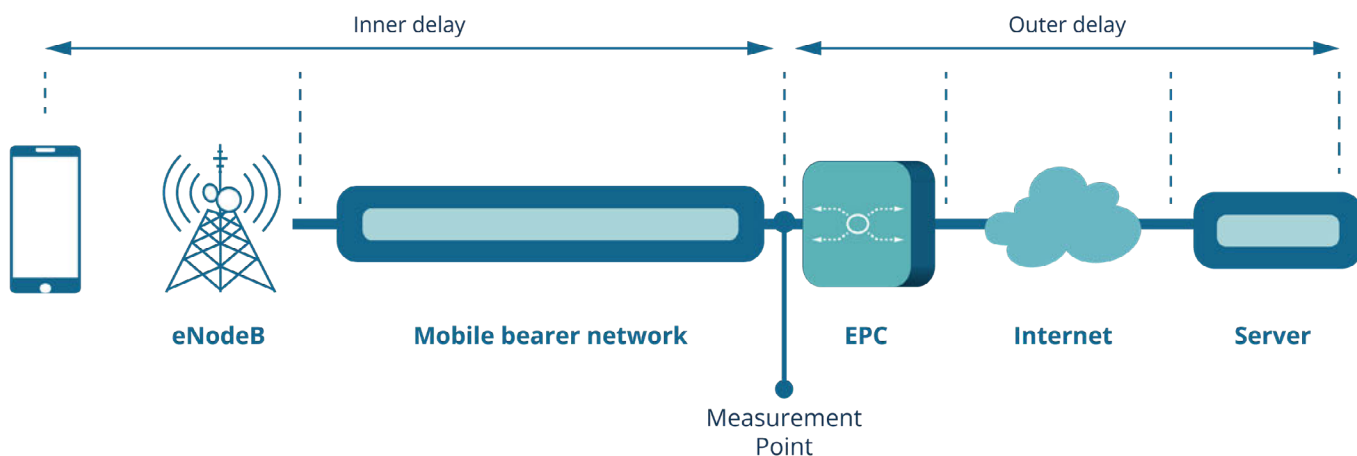 Inner delay
Outer delay
eNodeB
Mobile bearer network
EPC
Internet
Server
Measurement
Point